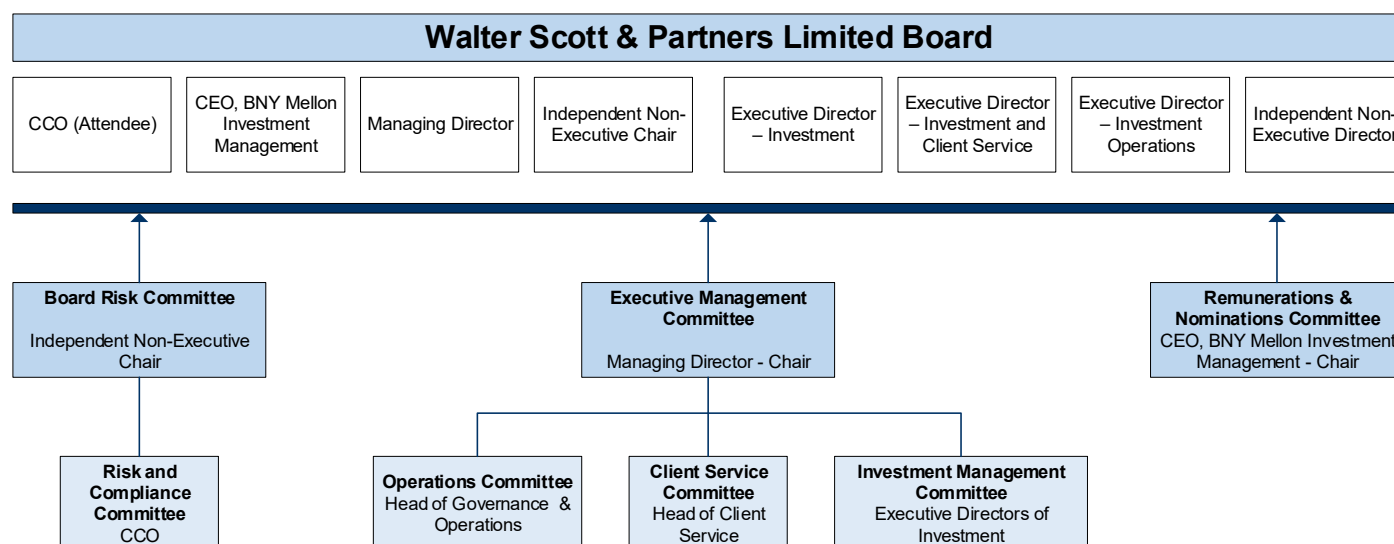 Walter Scott & Partners Limited Board
CCO (Attendee)
CEO, BNY Mellon
Investment
Management
Managing Director
Independent Non-
Executive Chair
Executive Director
– Investment
Executive Director
– Investment and
Client Service
Executive Director
– Investment
Operations
Independent Non-
Executive Director
Board Risk Committee
Independent Non-Executive
Chair
Executive Management
Committee
Managing Director - Chair
Remunerations &
Nominations Committee
CEO, BNY Mellon Investment
Management - Chair
Risk and
Compliance
Committee
CCO
Operations Committee
Head of Governance & 
Operations
Client Service
Committee
Head of Client
Service
Investment Management
Committee
Executive Directors of
Investment